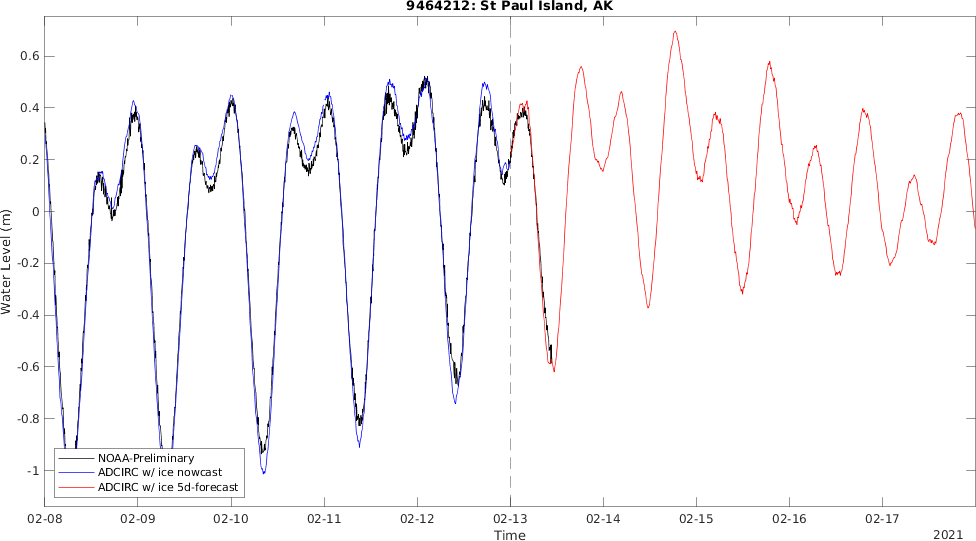 9464212: St Paul Island, AK
Water Level (m)
0.6
0.4
0.2
0
-0.2
-0.4
-0.6
-0.8
-1
NOAA-Preliminary
ADCIRC w/ ice nowcast
ADCIRC w/ ice 5d-forecast
02-08 02-09 02-10 02-11 02-12 02-13 02-14 02-15 02-16 02-17
Time
2021